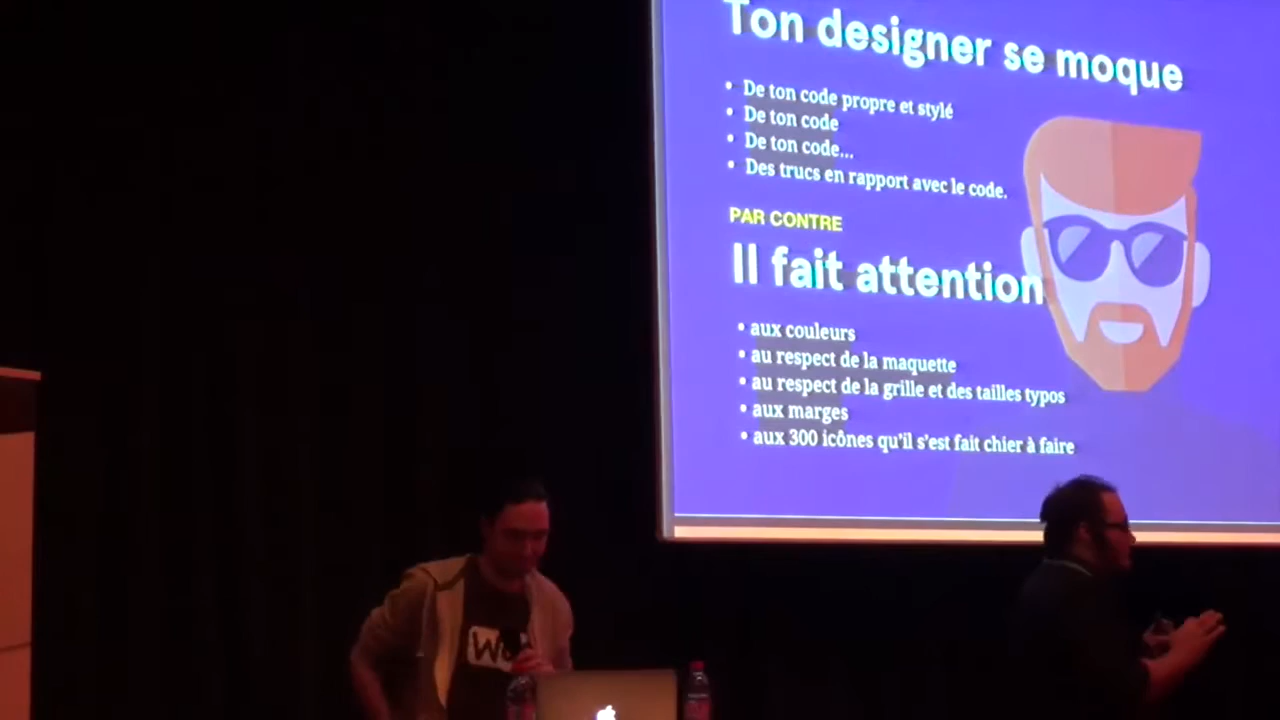 Ton designer se moque
• De ton code propre et stylé
• De ton code
• De ton code...
• Des trucs en rapport avec le code.
PAR CONTRE
Il fait attention
• aux couleurs
• au respect de la maquette
• au respect de la grille et des tailles typos
• aux marges
• aux 300 icônes qu'il s'est fait chier à faire